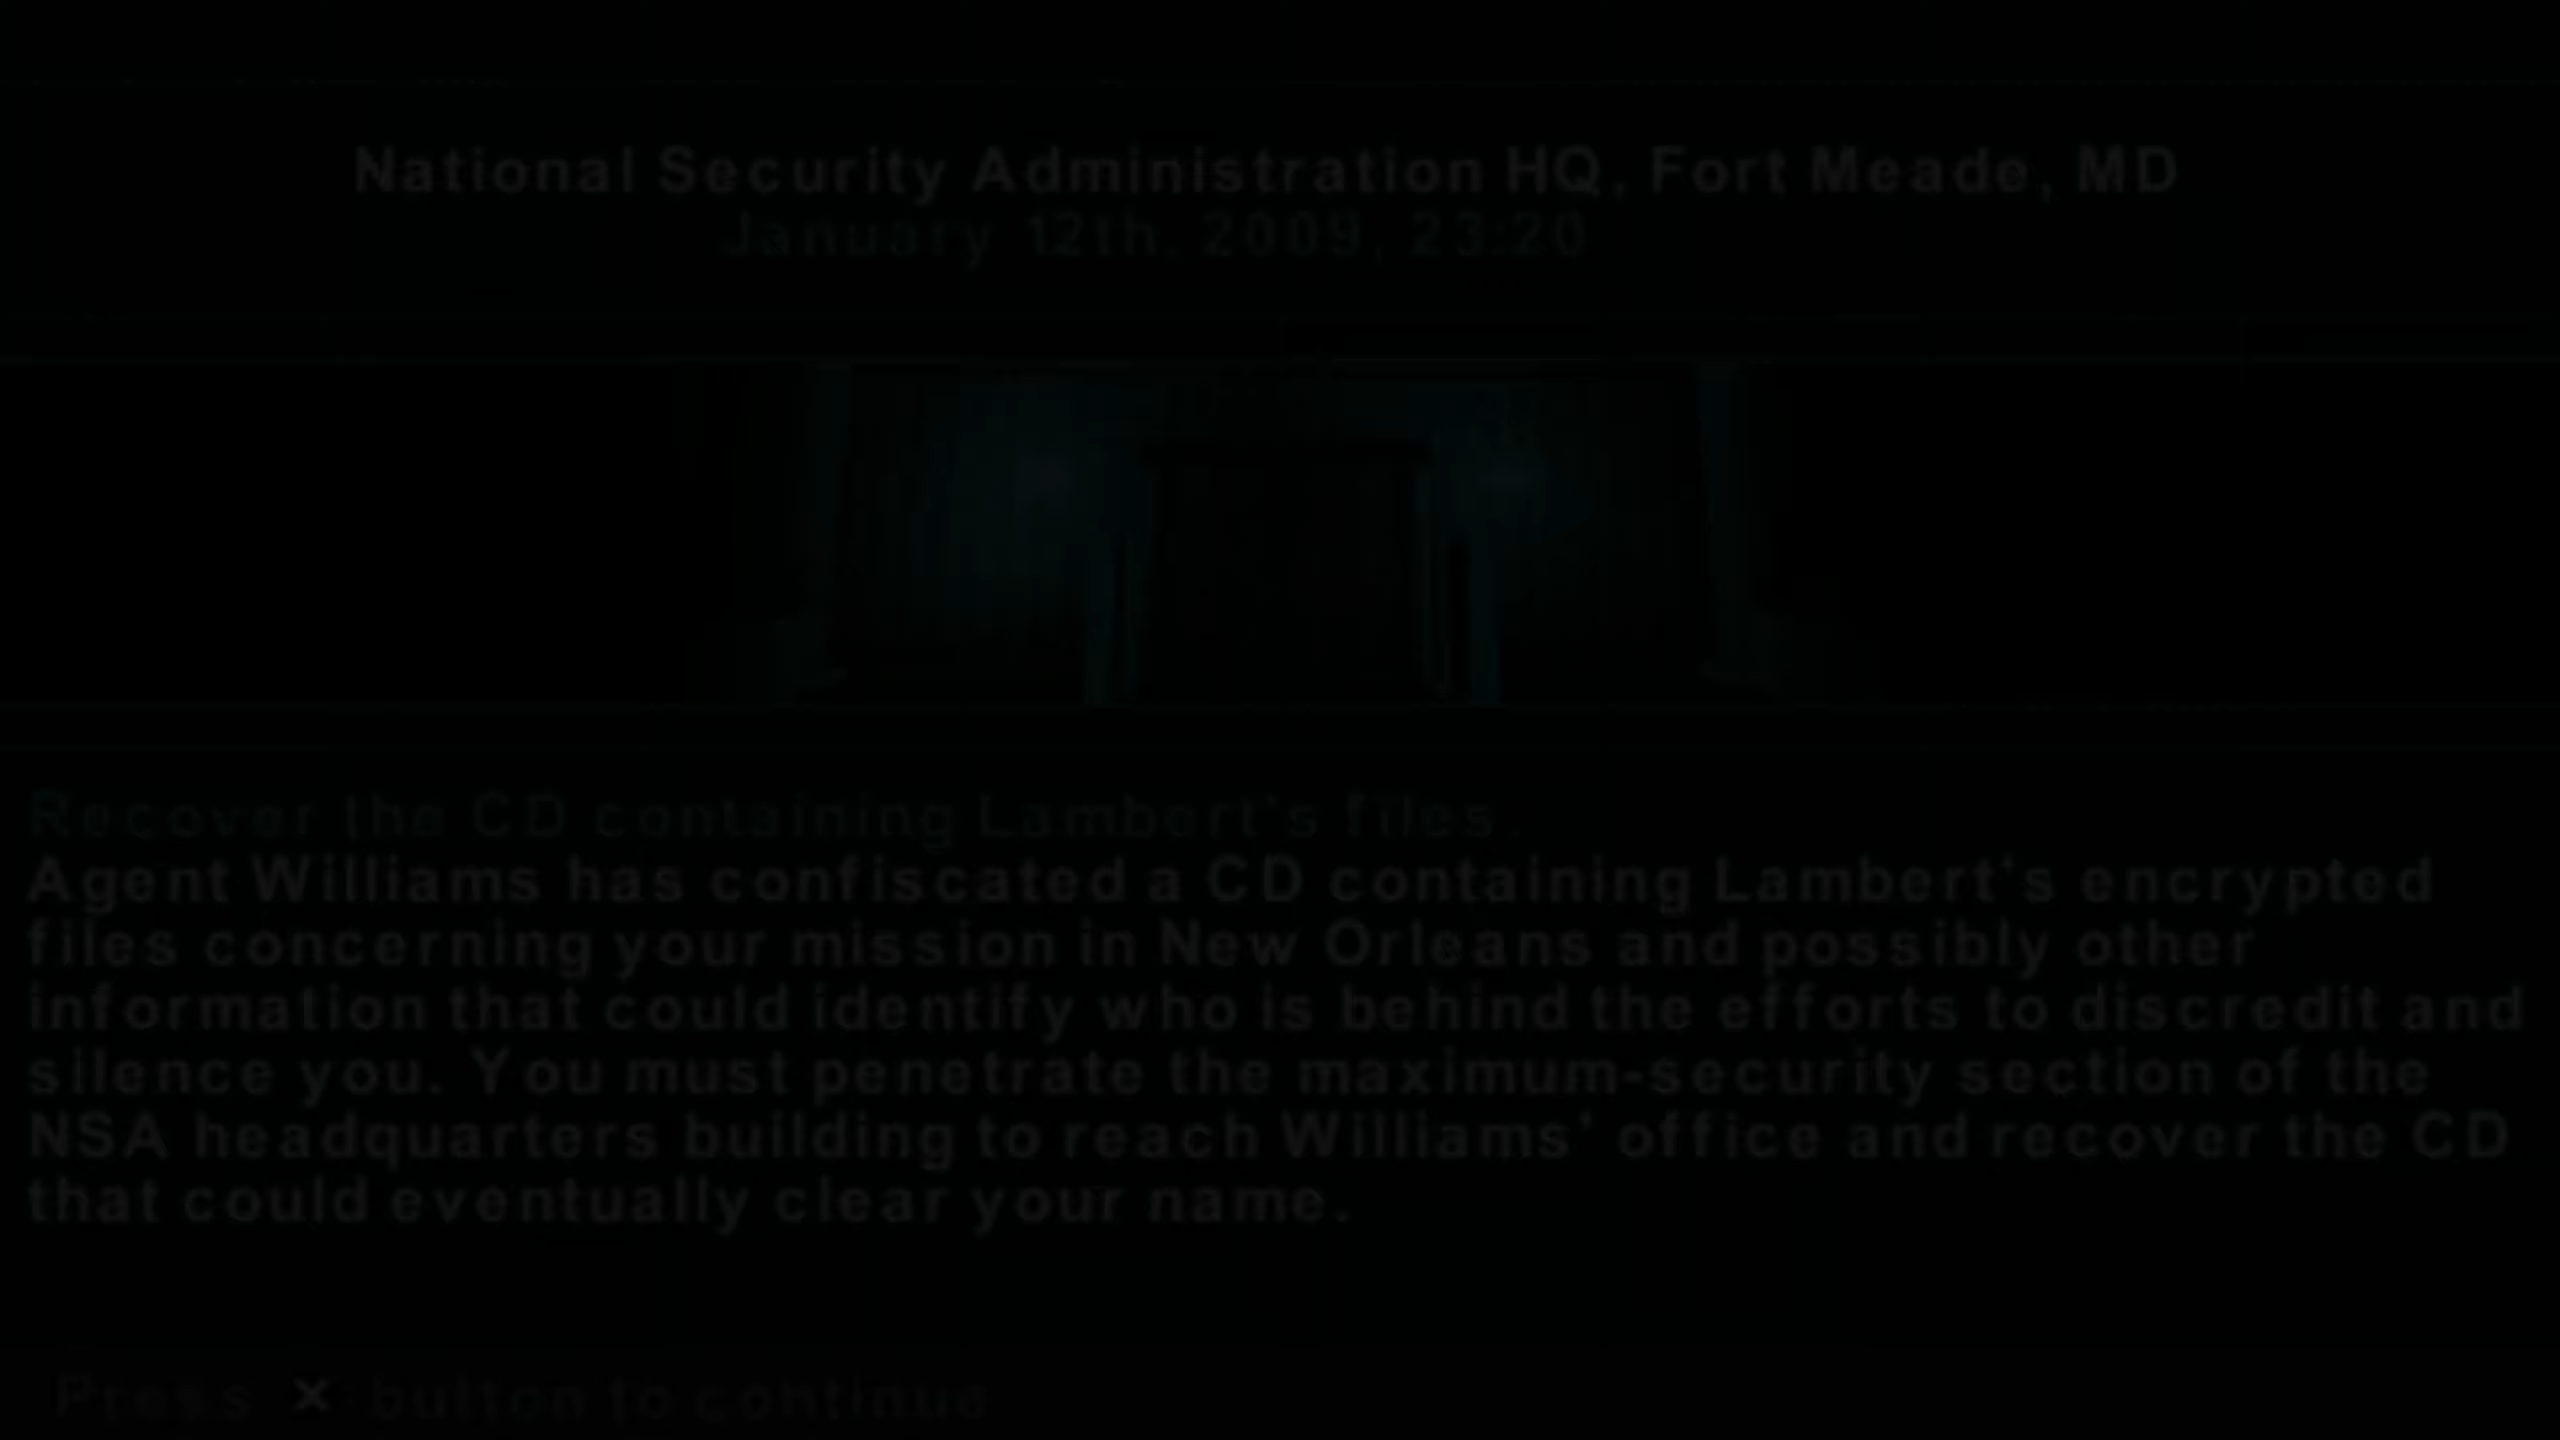 National Security Administration HQ, Fort Meade, MD
January 12th, 2009, 23:20
Recover the CD containing Lambert's files.
Agent Williams has confiscated a CD containing Lambert's encrypted
files concerning your mission in New Orleans and possibly other
information that could identify who is behind the efforts to discredit and
silence you. You must penetrate the maximum-security section of the
NSA headquarters building to reach Williams' office and recover the CD
that could eventually clear your name.
Press ✕ button to continue